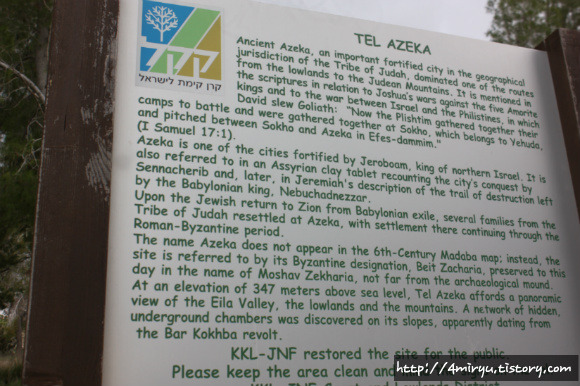 קרן קימת לישראל
TEL AZEKA
Ancient Azeka, an important fortified city in the geographical
jurisdiction of the Tribe of Judah, dominated one of the routes
from the lowlands to the Judean Mountains. It is mentioned in
the scriptures in relation to Joshua's wars against the five Amorite
kings and to the war between Israel and the Philistines, in which
David slew Goliath: "Now the Plishtim gathered together their
camps to battle and were gathered together at Sokho, which belongs to Yehuda,
and pitched between Sokho and Azeka in Efes-dammim."
(I Samuel 17:1).
Azeka is one of the cities fortified by Jeroboam, king of northern Israel. It is
also referred to in an Assyrian clay tablet recounting the city's conquest by
Sennacherib and, later, in Jeremiah's description of the trail of destruction left
by the Babylonian king, Nebuchadnezzar.
Upon the Jewish return to Zion from Babylonian exile, several families from the
Tribe of Judah resettled at Azeka, with settlement there continuing through the
Roman-Byzantine period.
The name Azeka does not appear in the 6th-Century Madaba map; instead, the
site is referred to by its Byzantine designation, Beit Zacharia, preserved to this
day in the name of Moshav Zekharia, not far from the archaeological mound.
At an elevation of 347 meters above sea level, Tel Azeka affords a panoramic
view of the Eila Valley, the lowlands and the mountains. A network of hidden,
underground chambers was discovered on its slopes, apparently dating from
the Bar Kokhba revolt.
KKL-JNF restored the site for the public.
Please keep the area clean and
http://4miryu.tistory.com